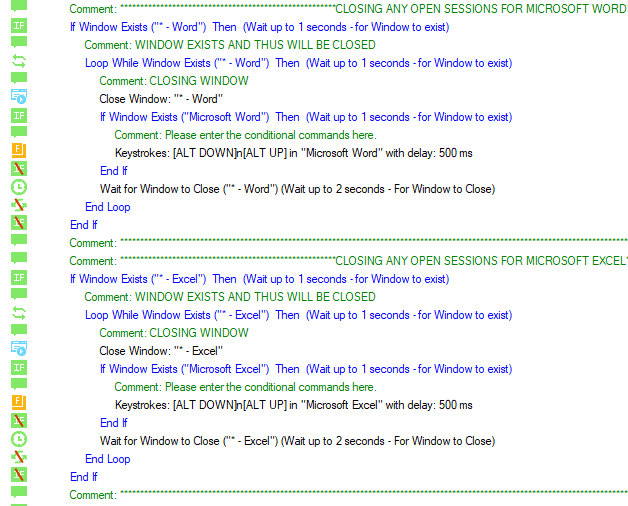 Comment: ******************************************************CLOSING ANY OPEN SESSIONS FOR MICROSOFT WORD
IF If Window Exists ("* - Word")  Then  (Wait up to 1 seconds - for Window to exist)
Comment: WINDOW EXISTS AND THUS WILL BE CLOSED
Loop While Window Exists ("* - Word")  Then  (Wait up to 1 seconds - for Window to exist)
Comment: CLOSING WINDOW
Close Window: "* - Word"
IF If Window Exists ("Microsoft Word")  Then  (Wait up to 1 seconds - for Window to exist)
Comment: Please enter the conditional commands here.
F Keystrokes: [ALT DOWN]n[ALT UP] in "Microsoft Word" with delay: 500 ms
IF End If
Wait for Window to Close ("* - Word") (Wait up to 2 seconds - For Window to Close)
End Loop
IF End If
Comment: ******************************************************************************************************************************
Comment: ******************************************************CLOSING ANY OPEN SESSIONS FOR MICROSOFT EXCEL*
IF If Window Exists ("* - Excel")  Then  (Wait up to 1 seconds - for Window to exist)
Comment: WINDOW EXISTS AND THUS WILL BE CLOSED
Loop While Window Exists ("* - Excel")  Then  (Wait up to 1 seconds - for Window to exist)
Comment: CLOSING WINDOW
Close Window: "* - Excel"
IF If Window Exists ("Microsoft Excel")  Then  (Wait up to 1 seconds - for Window to exist)
Comment: Please enter the conditional commands here.
F Keystrokes: [ALT DOWN]n[ALT UP] in "Microsoft Excel" with delay: 500 ms
IF End If
Wait for Window to Close ("* - Excel") (Wait up to 2 seconds - For Window to Close)
End Loop
IF End If
Comment: ******************************************************************************************************************************